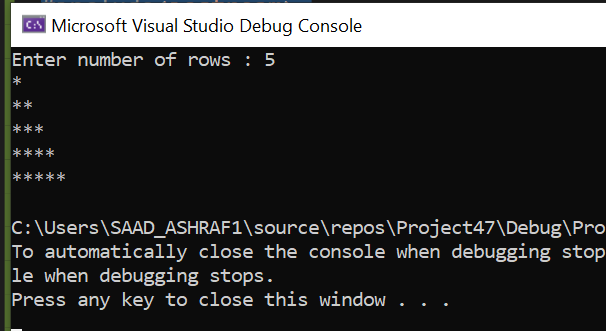 C:\
Microsoft Visual Studio Debug Console
Enter number of rows : 5
*
**
***
****
*****
C:\Users\SAAD_ASHRAF1\source\repos\Project47\Debug\Pro
To automatically close the console when debugging stop
le when debugging stops.
Press any key to close this window . . .